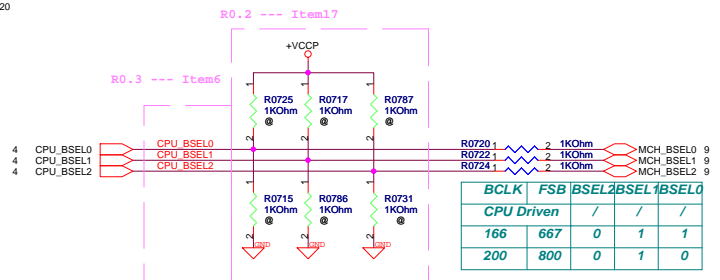 20
R0.2 --- Item17
+VCCP
R0.3 --- Item6
1 1 1
R0725 R0717 R0787
1KOhm 1KOhm 1KOhm
@ @ @
2 2 2
4 CPU_BSEL0 CPU_BSEL0 R0720 1 2 1KOhm MCH_BSEL0 9
4 CPU_BSEL1 CPU_BSEL1 R0722 1 2 1KOhm MCH_BSEL1 9
4 CPU_BSEL2 CPU_BSEL2 R0724 1 2 1KOhm MCH_BSEL2 9
1 1 1
R0715 R0786 R0731
1KOhm 1KOhm 1KOhm
@ @ @
2 2 2
GND GND GND
BCLK FSB BSEL2 BSEL1 BSEL0
CPU Driven / / /
166 667 0 1 1
200 800 0 1 0